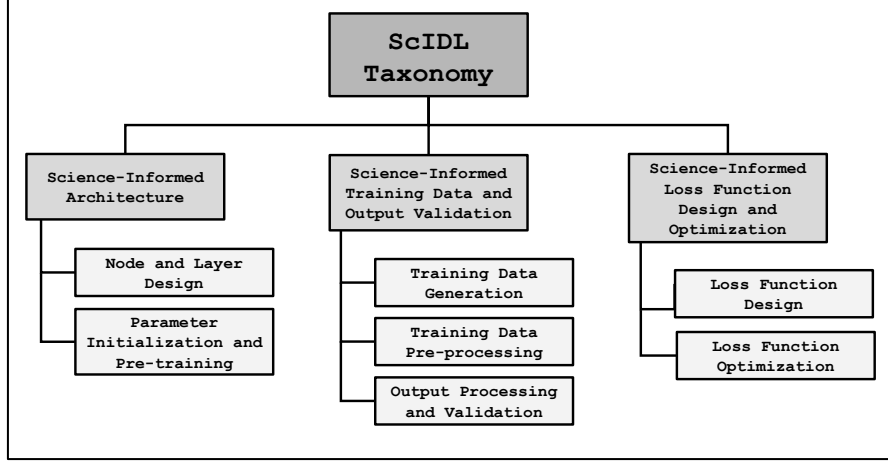 ScIDL
Taxonomy
Science-Informed
Architecture
Node and Layer
Design
Parameter
Initialization and
Pre-training
Science-Informed
Training Data and
Output Validation
Training Data
Generation
Training Data
Pre-processing
Output Processing
and Validation
Science-Informed
Loss Function
Design and
Optimization
Loss Function
Design
Loss Function
Optimization